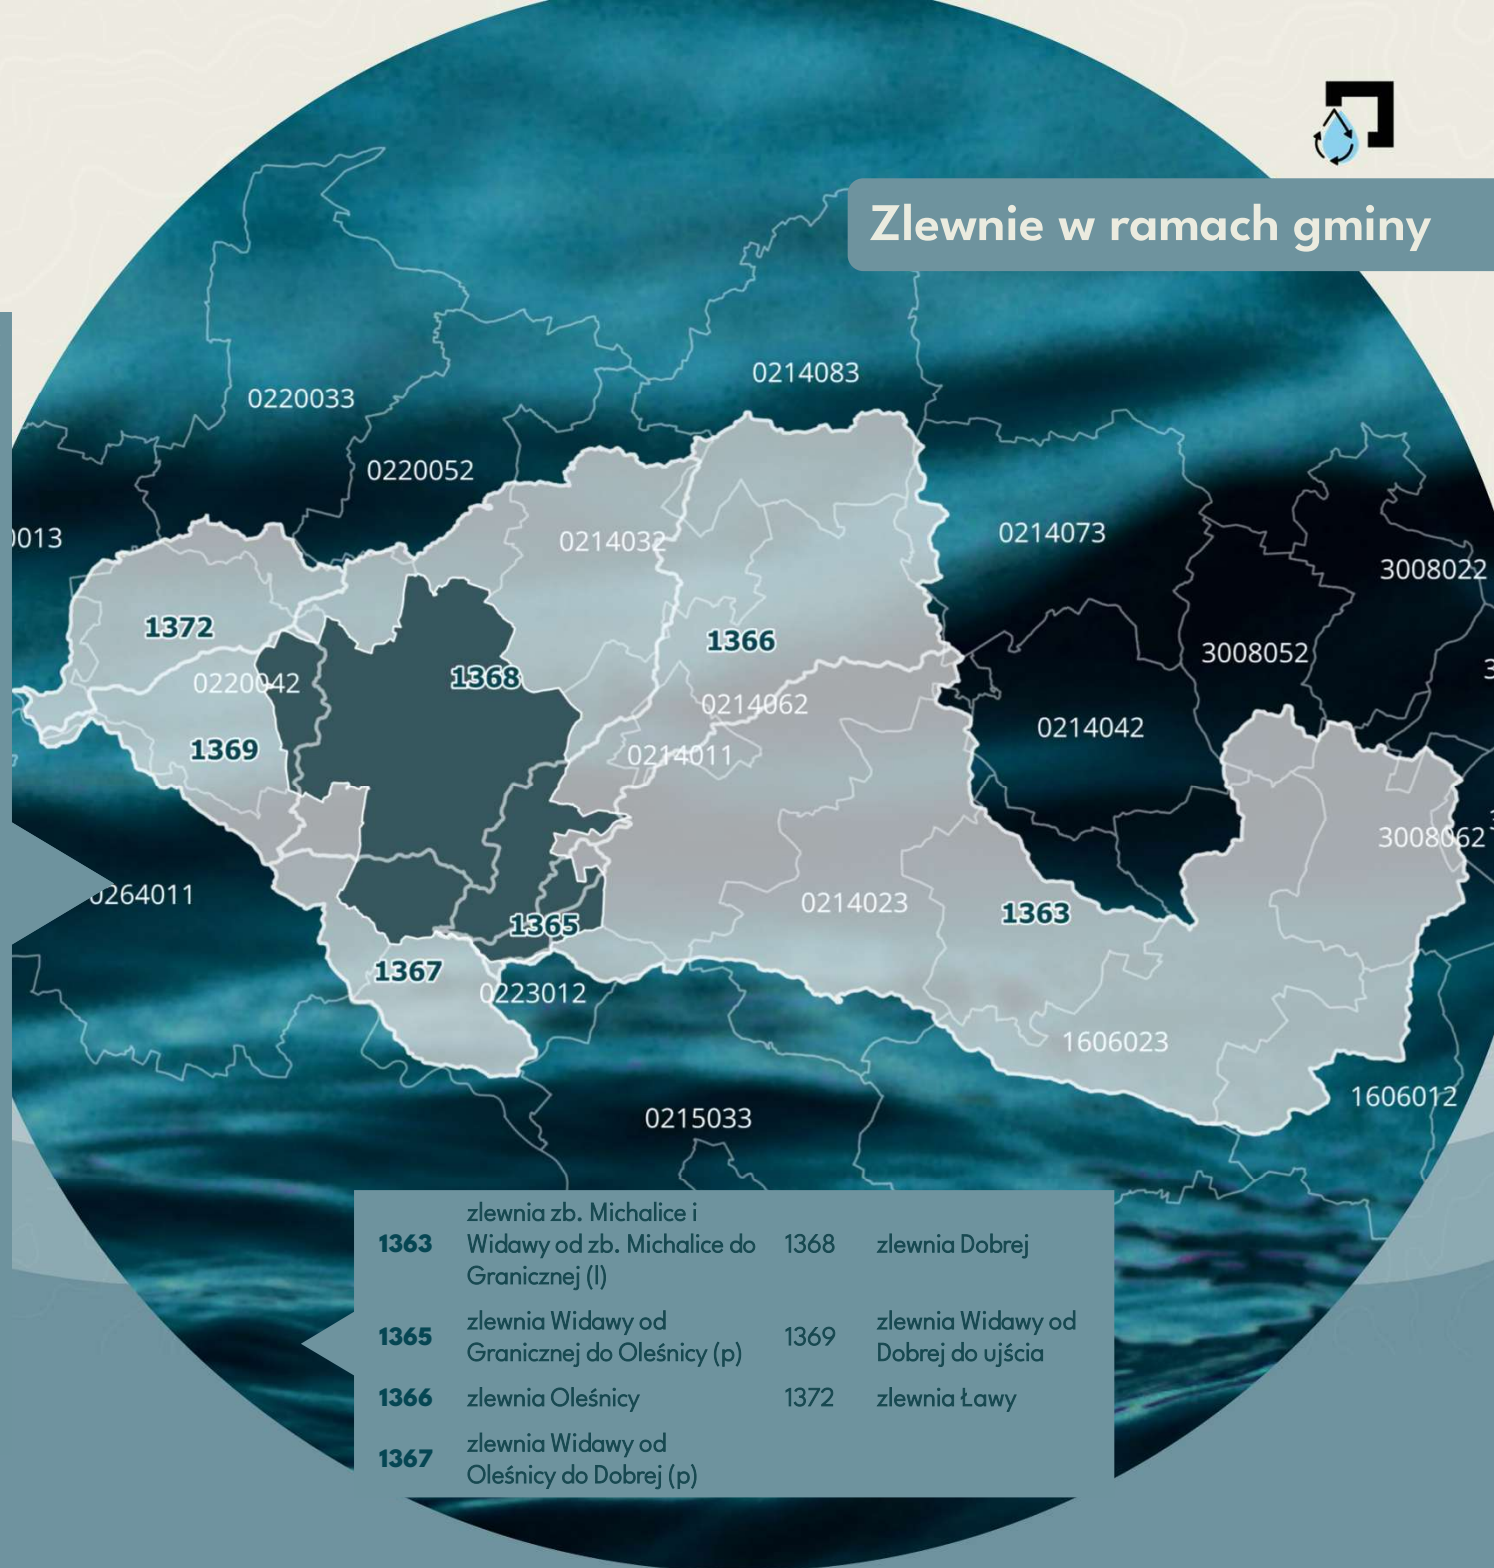 Zlewnie w ramach gminy
0214083
0220033
0220052
0013
0214032
0214073
3008022
1372
1366
3008052
0220042
1368
0214062
0214042
1369
0214011
3008062
0264011
0214023
1363
1365
1367
0223012
1606023
1606012
0215033
1363
zlewnia zb. Michalice i
Widawy od zb. Michalice do
Granicznej (l)
1368
zlewnia Dobrej
1365
zlewnia Widawy od
Granicznej do Oleśnicy (p)
1369
zlewnia Widawy od
Dobrej do ujścia
1366
zlewnia Oleśnicy
1372
zlewnia Ławy
1367
zlewnia Widawy od
Oleśnicy do Dobrej (p)